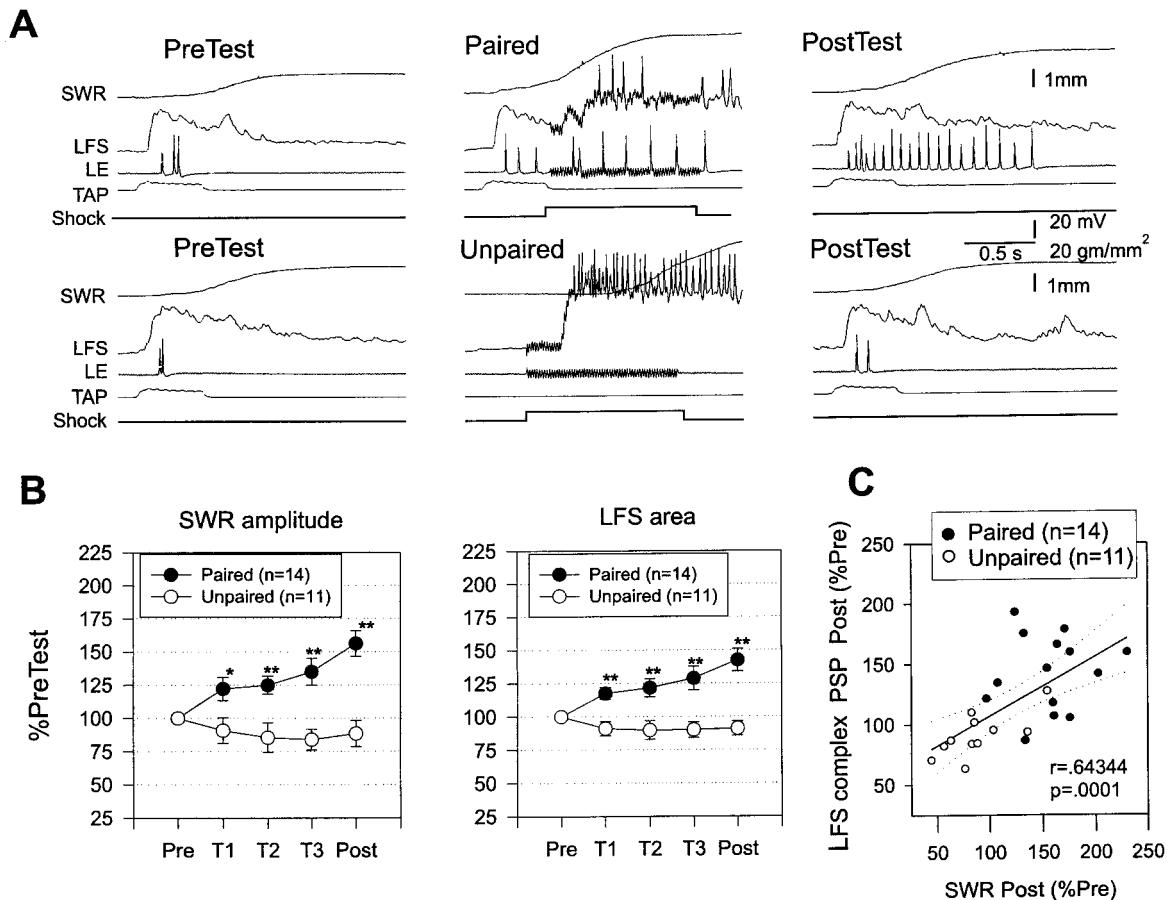 A
PreTest
Paired
PostTest
SWR
1mm
LFS
LE
TAP
Shock
20 mV
0.5 s
20 gm/mm²
PreTest
Unpaired
PostTest
SWR
1mm
LFS
LE
TAP
Shock
B
SWR amplitude
%PreTest
225
200
175
150
125
100
75
50
25
Paired (n=14)
Unpaired (n=11)
*
**
**
**
Pre T1 T2 T3 Post
LFS area
225
200
175
150
125
100
75
50
25
Paired (n=14)
Unpaired (n=11)
**
**
**
**
Pre T1 T2 T3 Post
C
Paired (n=14)
Unpaired (n=11)
LFS complex PSP Post (%Pre)
250
200
150
100
50
r=.64344
p=.0001
50 100 150 200 250
SWR Post (%Pre)